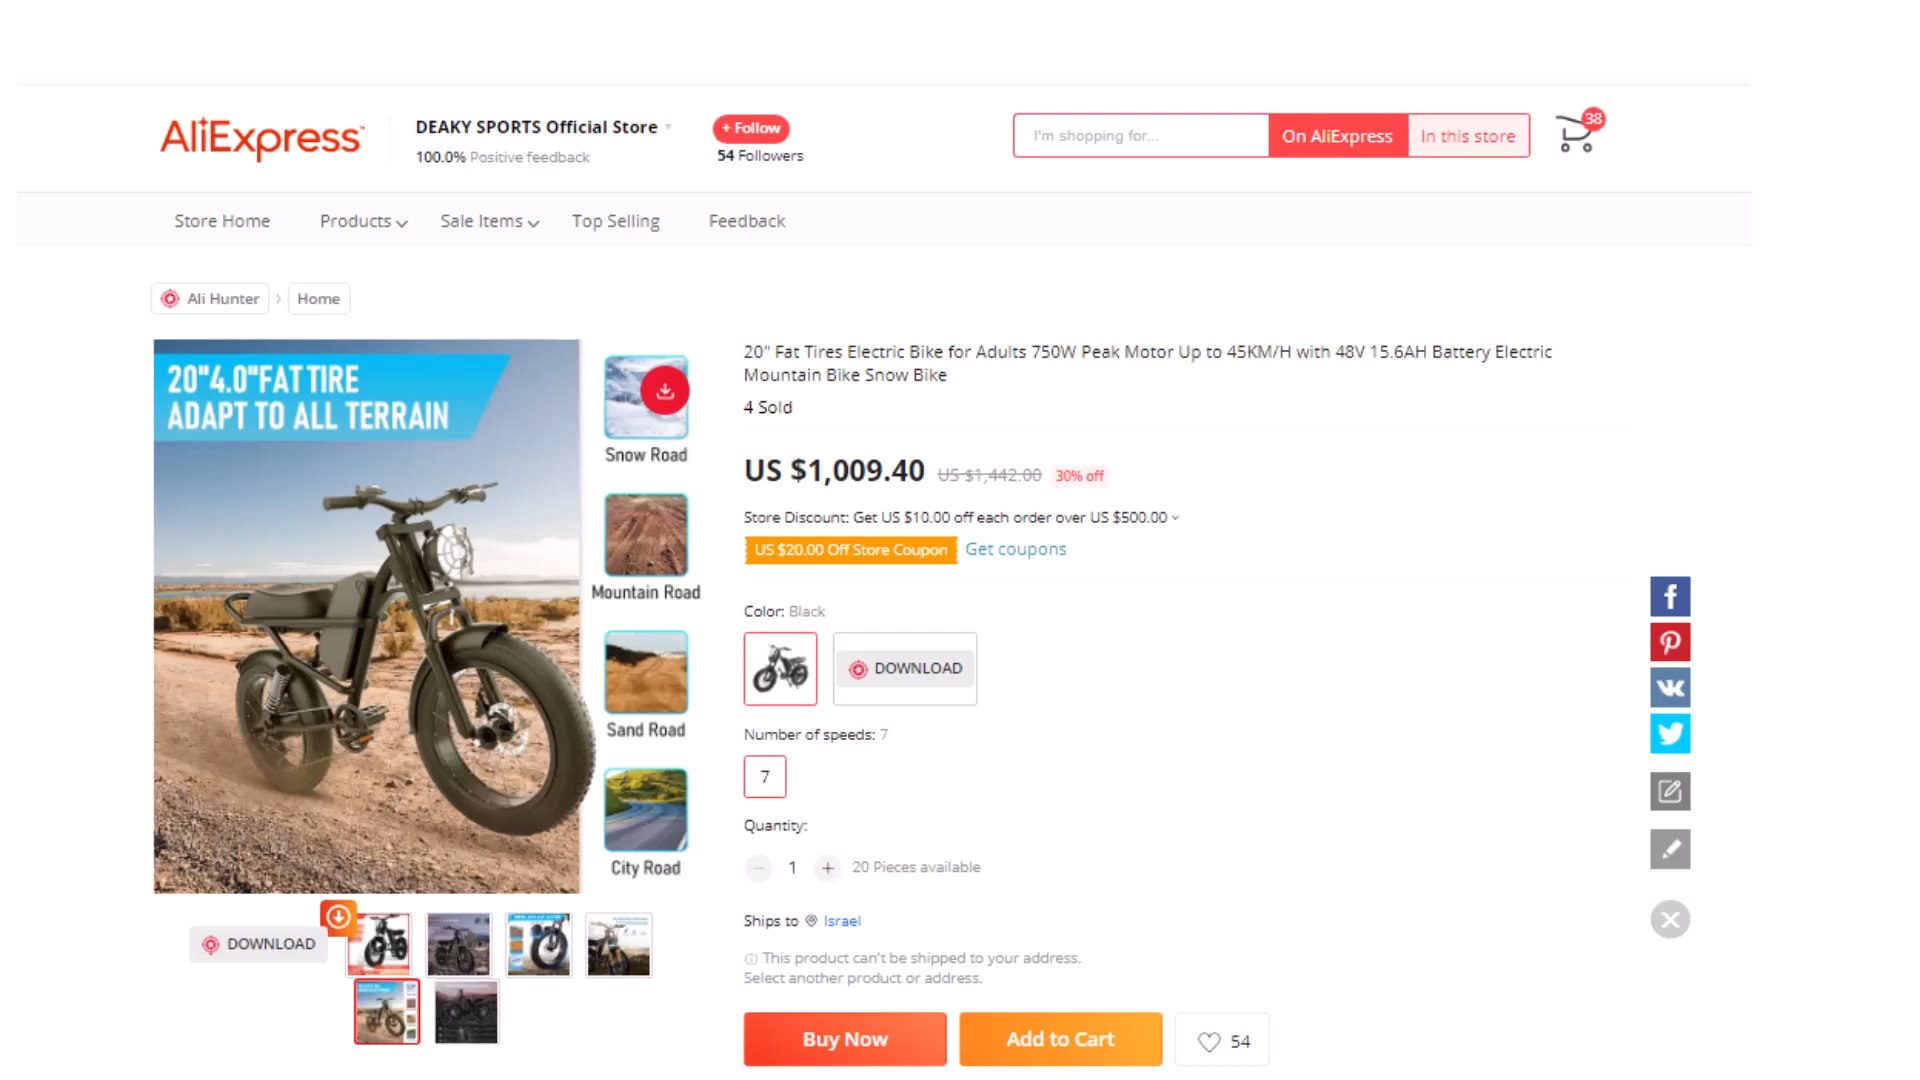 AliExpress
DEAKY SPORTS Official Store
100.0% Positive feedback
+ Follow
54 Followers
I'm shopping for...
On AliExpress
In this store
38
Store Home
Products
Sale Items
Top Selling
Feedback
Ali Hunter
Home
20"4.0"FAT TIRE
ADAPT TO ALL TERRAIN
Snow Road
Mountain Road
Sand Road
City Road
DOWNLOAD
20" Fat Tires Electric Bike for Adults 750W Peak Motor Up to 45KM/H with 48V 15.6AH Battery Electric
Mountain Bike Snow Bike
4 Sold
US $1,009.40 US $1,442.00 30% off
Store Discount: Get US $10.00 off each order over US $500.00
US $20.00 Off Store Coupon Get coupons
Color: Black
DOWNLOAD
Number of speeds: 7
7
Quantity:
1
20 Pieces available
Ships to Israel
This product can't be shipped to your address.
Select another product or address.
Buy Now
Add to Cart
54